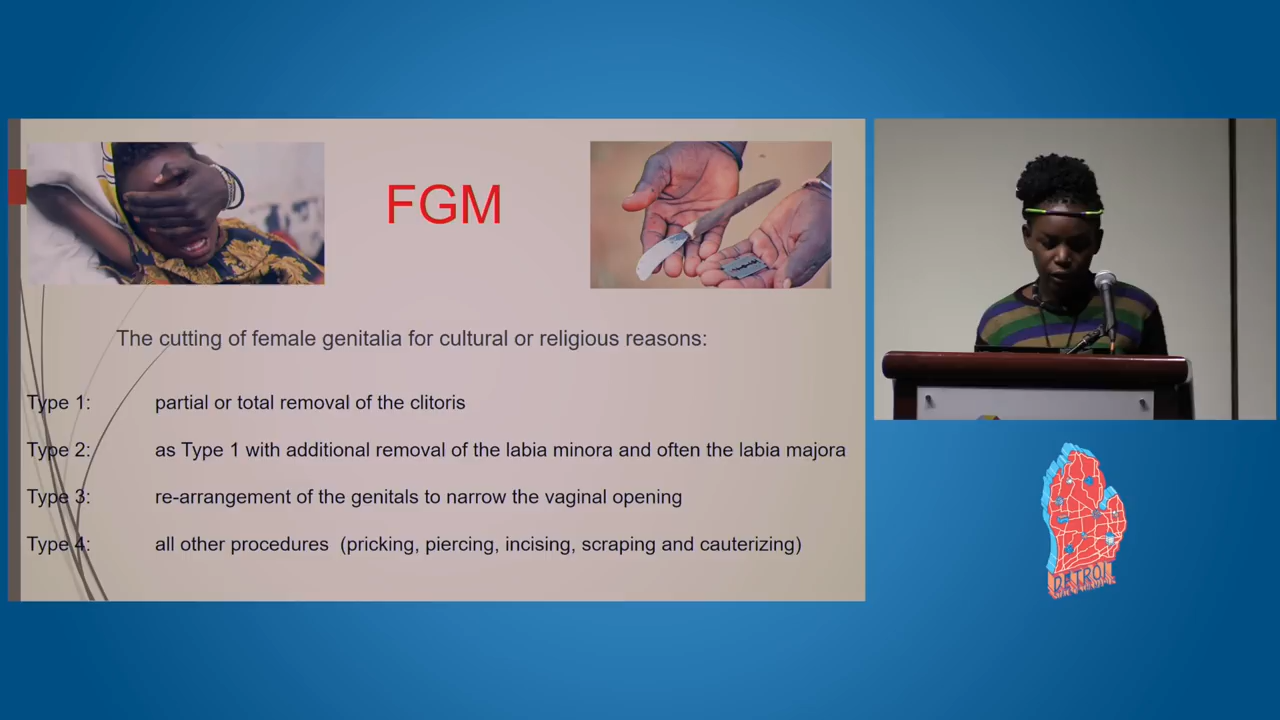 FGM
The cutting of female genitalia for cultural or religious reasons:
Type 1: partial or total removal of the clitoris
Type 2: as Type 1 with additional removal of the labia minora and often the labia majora
Type 3: re-arrangement of the genitals to narrow the vaginal opening
Type 4: all other procedures (pricking, piercing, incising, scraping and cauterizing)
DETROIT